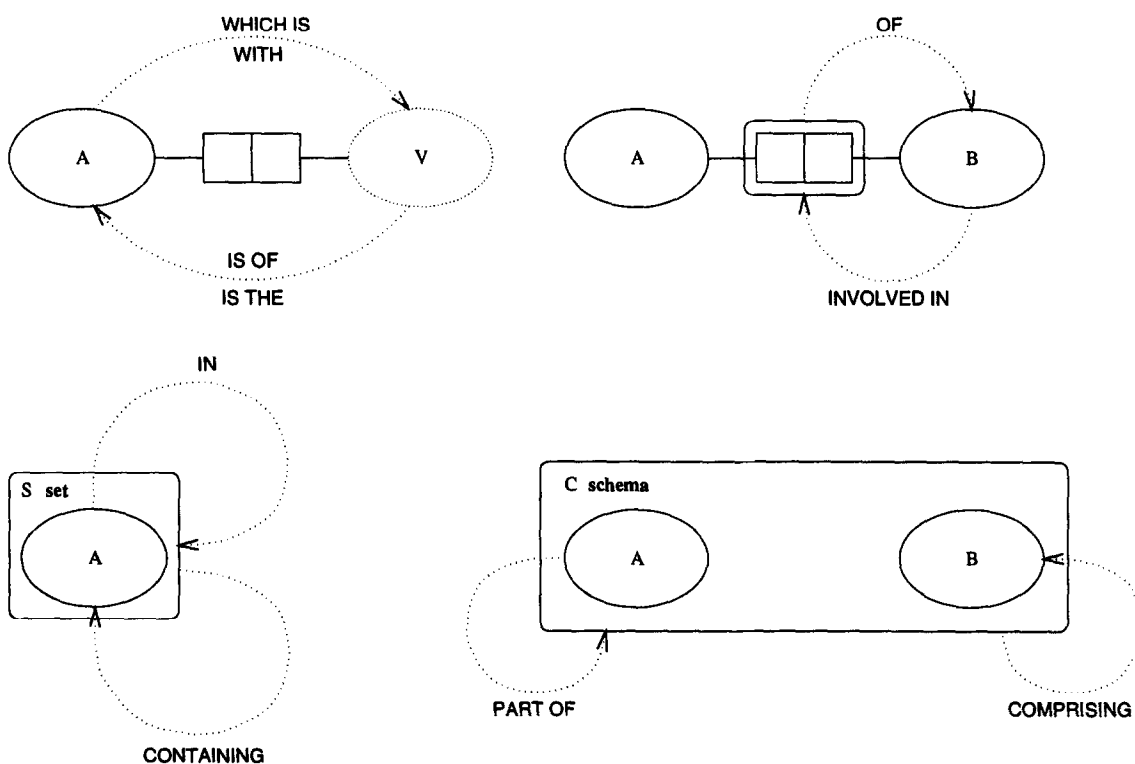 WHICH IS
WITH
A
V
IS OF
IS THE
OF
A
B
INVOLVED IN
IN
S set
A
CONTAINING
C schema
A
B
PART OF
COMPRISING